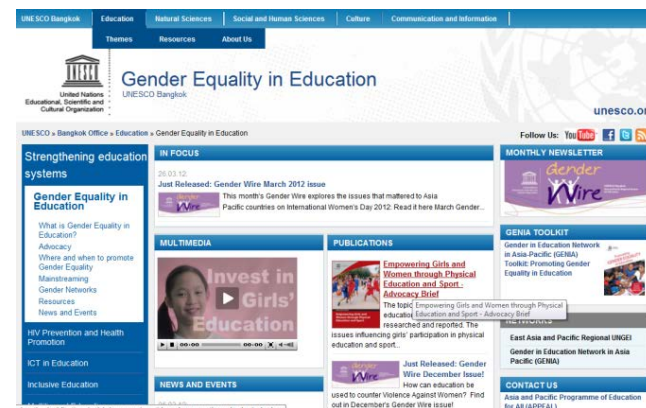 UNESCO Bangkok
Education
Natural Sciences
Social and Human Sciences
Culture
Communication and Information
Themes
Resources
About Us
United Nations
Educational, Scientific and
Cultural Organization
Gender Equality in Education
UNESCO Bangkok
unesco.or
UNESCO » Bangkok Office » Education » Gender Equality in Education
Follow Us:
YouTube
Strengthening education
systems
Gender Equality in
Education
What is Gender Equality in
Education?
Advocacy
Where and when to promote
Gender Equality
Mainstreaming
Gender Networks
Resources
News and Events
HIV Prevention and Health
Promotion
ICT in Education
Inclusive Education
IN FOCUS
26.03.12
Just Released: Gender Wire March 2012 issue
This month's Gender Wire explores the issues that mattered to Asia
Pacific countries on International Women's Day 2012. Read it here March Gender...
MULTIMEDIA
Invest in
Girls'
Education
00:00
00:00
NEWS AND EVENTS
PUBLICATIONS
Empowering Girls and
Women through Physical
Education and Sport -
Advocacy Brief
The topic
Empowering Girls and Women through Physical
Education and Sport - Advocacy Brief
education
researched and reported. The
issues influencing girls' participation in physical
education and sport...
Just Released: Gender
Wire December Issue!
How can education be
used to counter Violence Against Women? Find
out in December's Gender Wire issue!
MONTHLY NEWSLETTER
Gender
Wire
GENIA TOOLKIT
Gender in Education Network
in Asia-Pacific (GENIA)
Toolkit: Promoting Gender
Equality in Education
NETWORKS
East Asia and Pacific Regional UNGEI
Gender in Education Network in Asia
Pacific (GENIA)
CONTACT US
Asia and Pacific Programme of Education
for All (APPEAL)